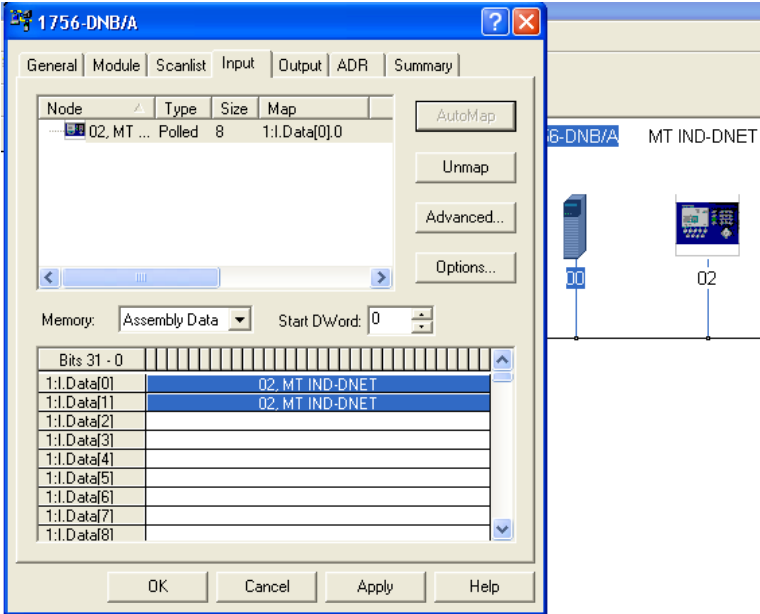 1756-DNB/A
General Module Scanlist Input Output ADR Summary
Node Type Size Map
02, MT ... Polled 8 1:I.Data[0].0
AutoMap
Unmap
Advanced...
Options...
Memory: Assembly Data Start DWord: 0
Bits 31 - 0
1:I.Data[0] 02, MT IND-DNET
1:I.Data[1] 02, MT IND-DNET
1:I.Data[2]
1:I.Data[3]
1:I.Data[4]
1:I.Data[5]
1:I.Data[6]
1:I.Data[7]
1:I.Data[8]
OK Cancel Apply Help
56-DNB/A MT IND-DNET
00 02